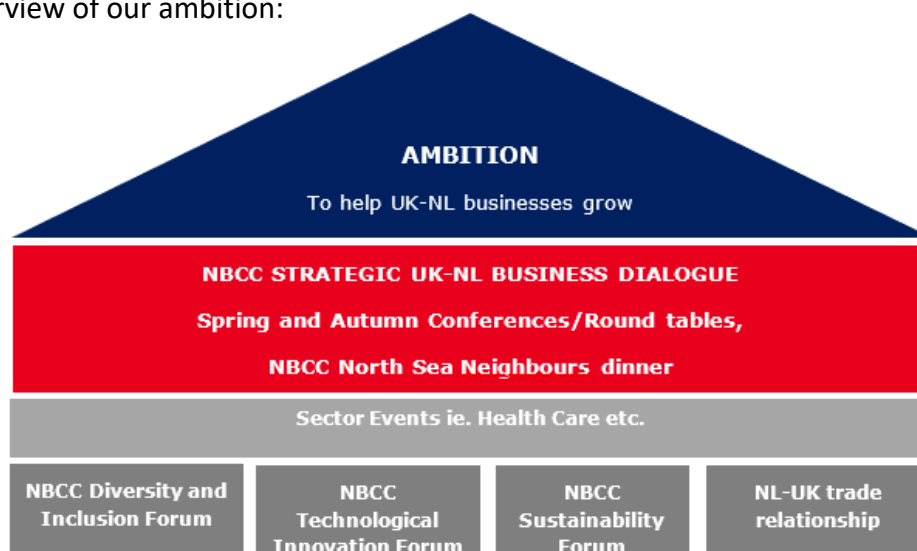 rview of our ambition:
AMBITION
To help UK-NL businesses grow
NBCC STRATEGIC UK-NL BUSINESS DIALOGUE
Spring and Autumn Conferences/Round tables,
NBCC North Sea Neighbours dinner
Sector Events ie. Health Care etc.
NBCC Diversity and
Inclusion Forum
NBCC
Technological
Innovation Forum
NBCC
Sustainability
Forum
NL-UK trade
relationship